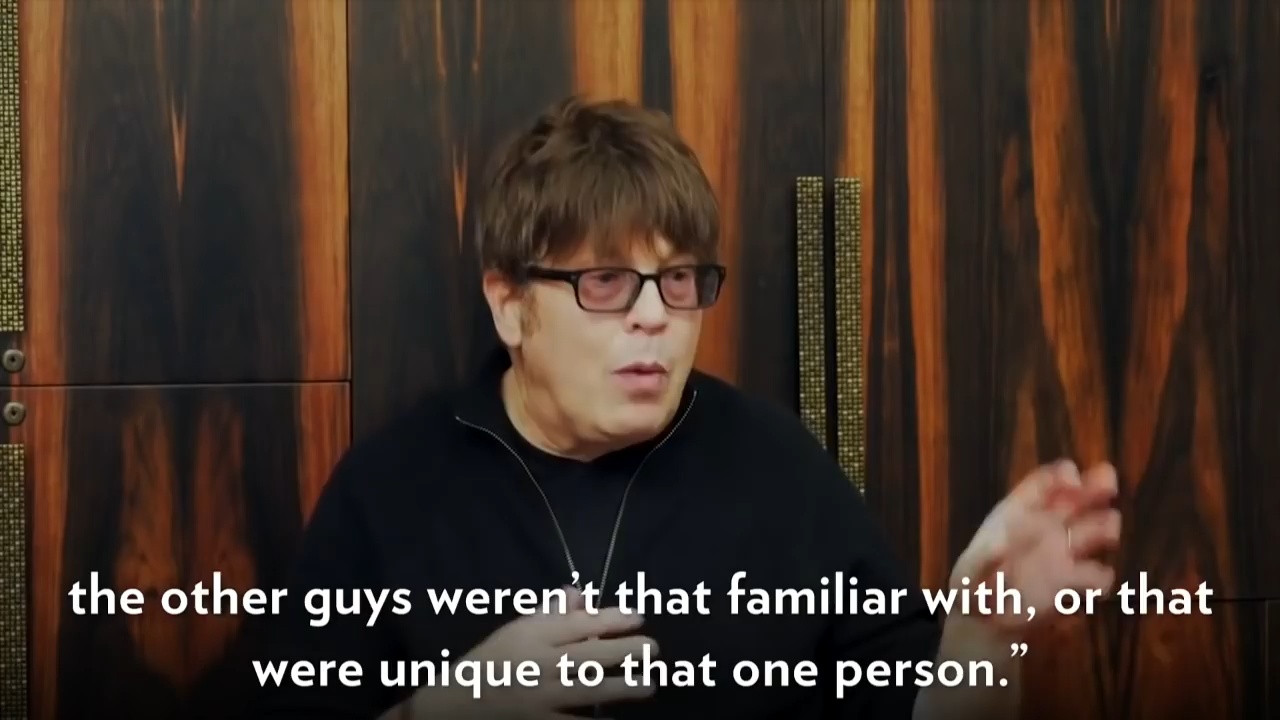 the other guys weren’t that familiar with, or that
were unique to that one person.”